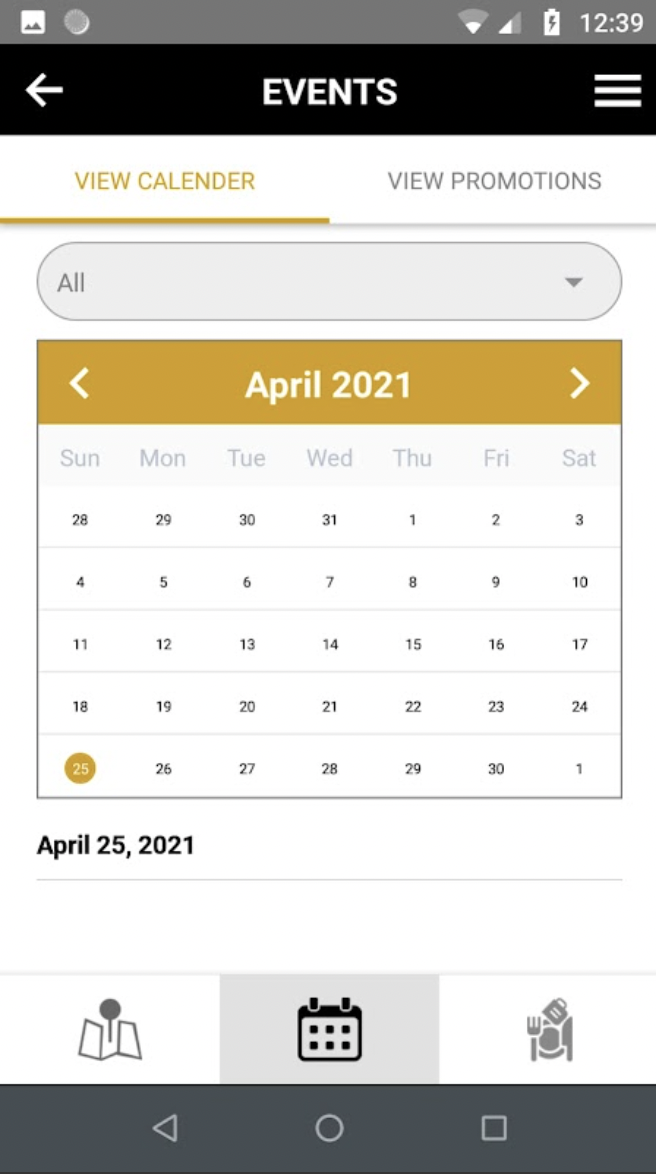 12:39
EVENTS
VIEW CALENDER VIEW PROMOTIONS
All
April 2021
Sun Mon Tue Wed Thu Fri Sat
28 29 30 31 1 2 3
4 5 6 7 8 9 10
11 12 13 14 15 16 17
18 19 20 21 22 23 24
25 26 27 28 29 30 1
April 25, 2021